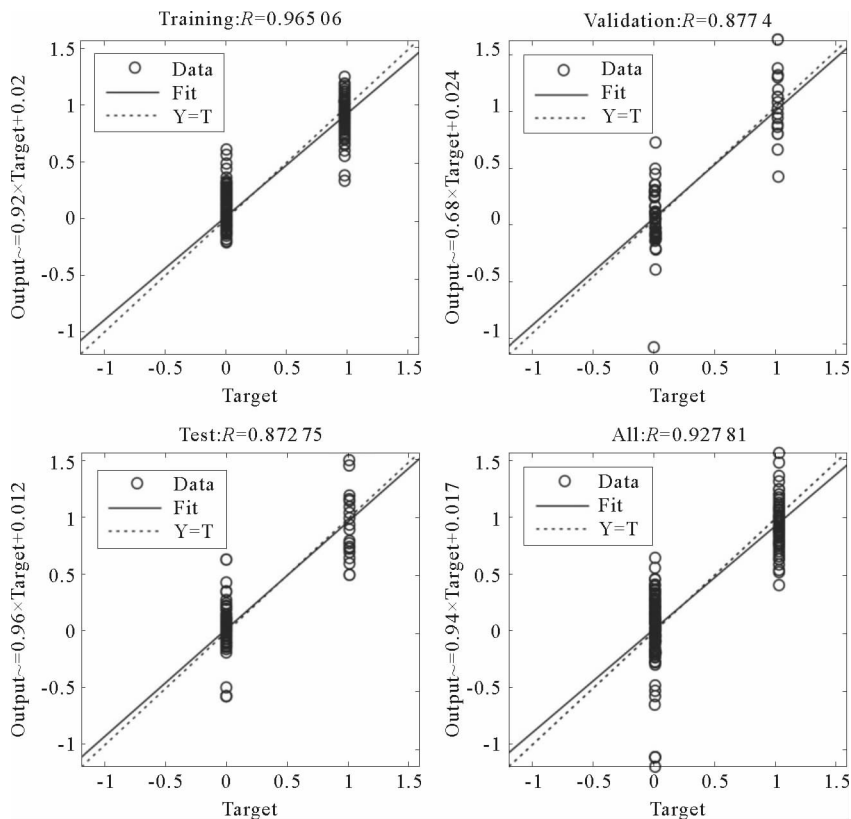 Training:R=0.965 06
Output~=0.92×Target+0.02
1.5
1
0.5
0
-0.5
-1
Data
Fit
Y=T
-1
-0.5
0
0.5
1
1.5
Target
Validation:R=0.877 4
Output~=0.68×Target+0.024
1.5
1
0.5
0
-0.5
-1
Data
Fit
Y=T
-1
-0.5
0
0.5
1
1.5
Target
Test:R=0.872 75
Output~=0.96×Target+0.012
1.5
1
0.5
0
-0.5
-1
Data
Fit
Y=T
-1
-0.5
0
0.5
1
1.5
Target
All:R=0.927 81
Output~=0.94×Target+0.017
1.5
1
0.5
0
-0.5
-1
Data
Fit
Y=T
-1
-0.5
0
0.5
1
1.5
Target